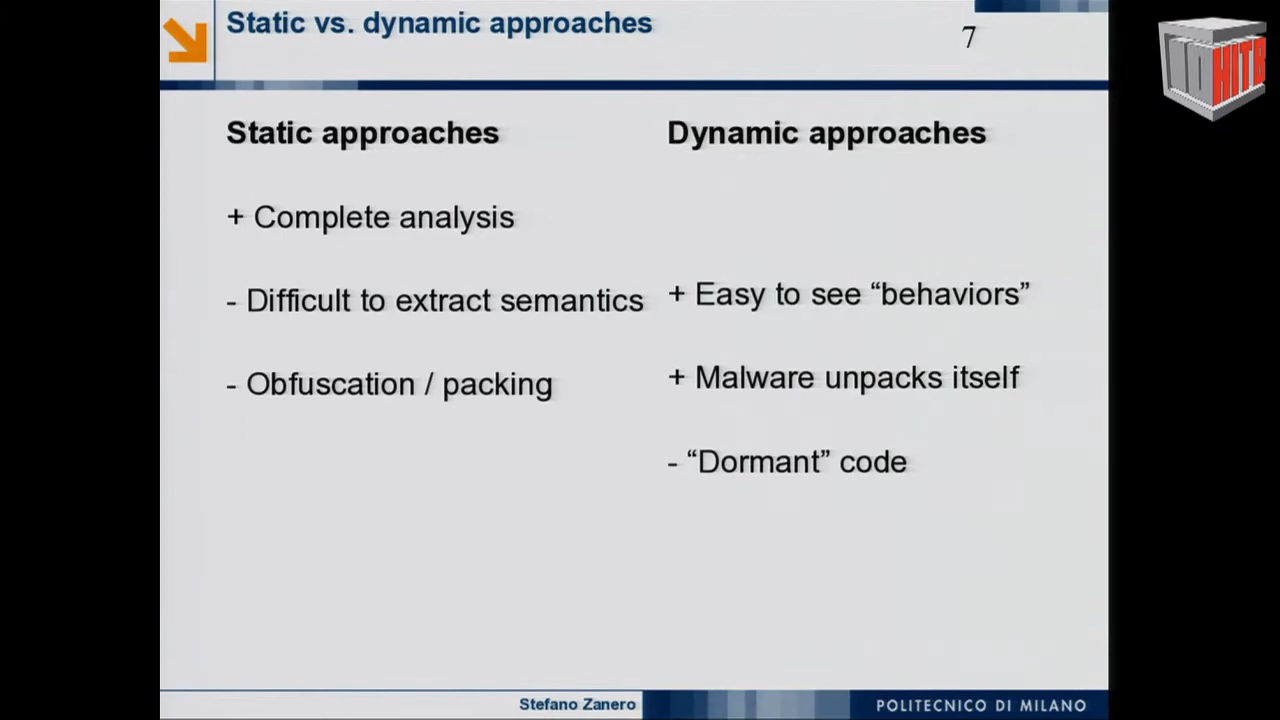 Static vs. dynamic approaches
7
HITB
Static approaches
+ Complete analysis
- Difficult to extract semantics
- Obfuscation / packing
Dynamic approaches
+ Easy to see “behaviors”
+ Malware unpacks itself
- “Dormant” code
Stefano Zanero
POLITECNICO DI MILANO